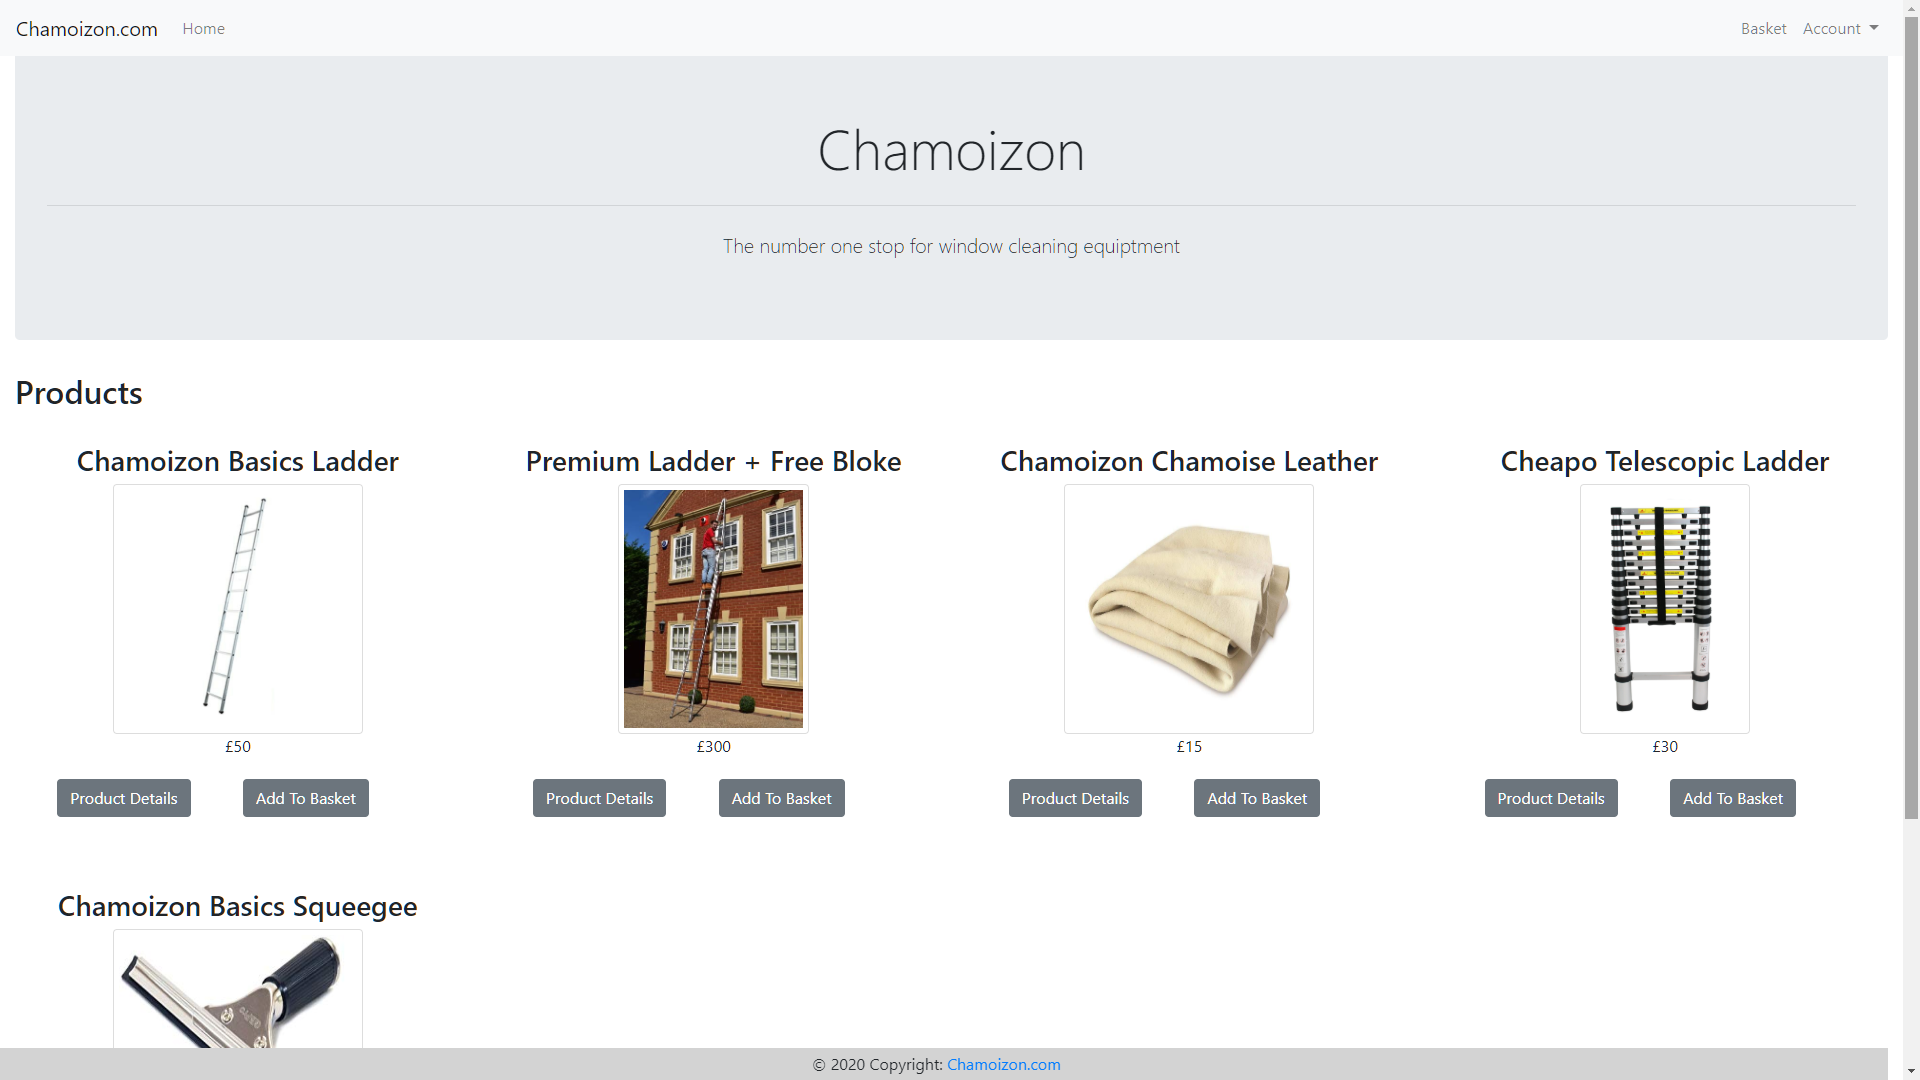 Chamoizon.com Home Basket Account
Chamoizon
The number one stop for window cleaning equiptment
Products
Chamoizon Basics Ladder
Premium Ladder + Free Bloke
Chamoizon Chamoise Leather
Cheapo Telescopic Ladder
£50
£300
£15
£30
Product Details Add To Basket
Product Details Add To Basket
Product Details Add To Basket
Product Details Add To Basket
Chamoizon Basics Squeegee
© 2020 Copyright: Chamoizon.com